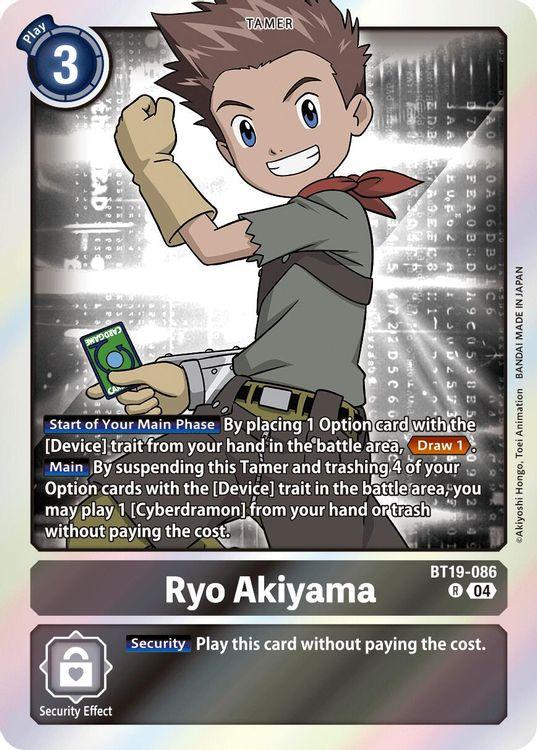 TAMER
Play
3
CARDGAME
Start of Your Main Phase By placing 1 Option card with the
[Device] trait from your hand in the battle area, Draw 1.
Main By suspending this Tamer and trashing 4 of your
Option cards with the [Device] trait in the battle area, you
may play 1 [Cyberdramon] from your hand or trash
without paying the cost.
©Akiyoshi Hongo, Toei Animation BANDAI MADE IN JAPAN
BT19-086
Ryo Akiyama
R 04
Security Play this card without paying the cost.
Security Effect